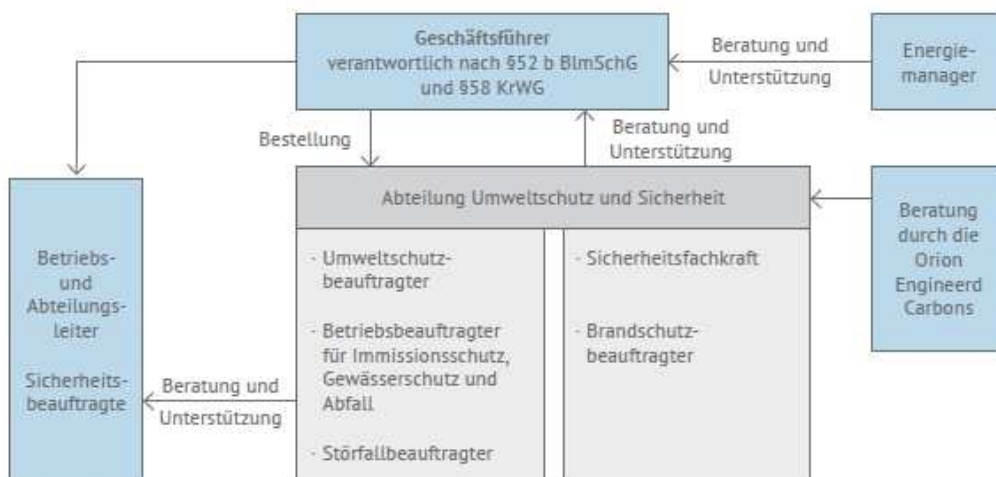 Geschäftsführer
verantwortlich nach §52 b BlmSchG
und §58 KrWG
Beratung und
Unterstützung
Energie-
manager
Bestellung
Beratung und
Unterstützung
Abteilung Umweltschutz und Sicherheit
Beratung
durch die
Orion
Engineerd
Carbons
Betriebs-
und
Abteilungs-
leiter
Sicherheits-
beauftragte
Beratung und
Unterstützung
· Umweltschutz-
beauftragter
· Betriebsbeauftragter
für Immissionsschutz,
Gewässerschutz und
Abfall
· Störfallbeauftragter
· Sicherheitsfachkraft
· Brandschutz-
beauftragter